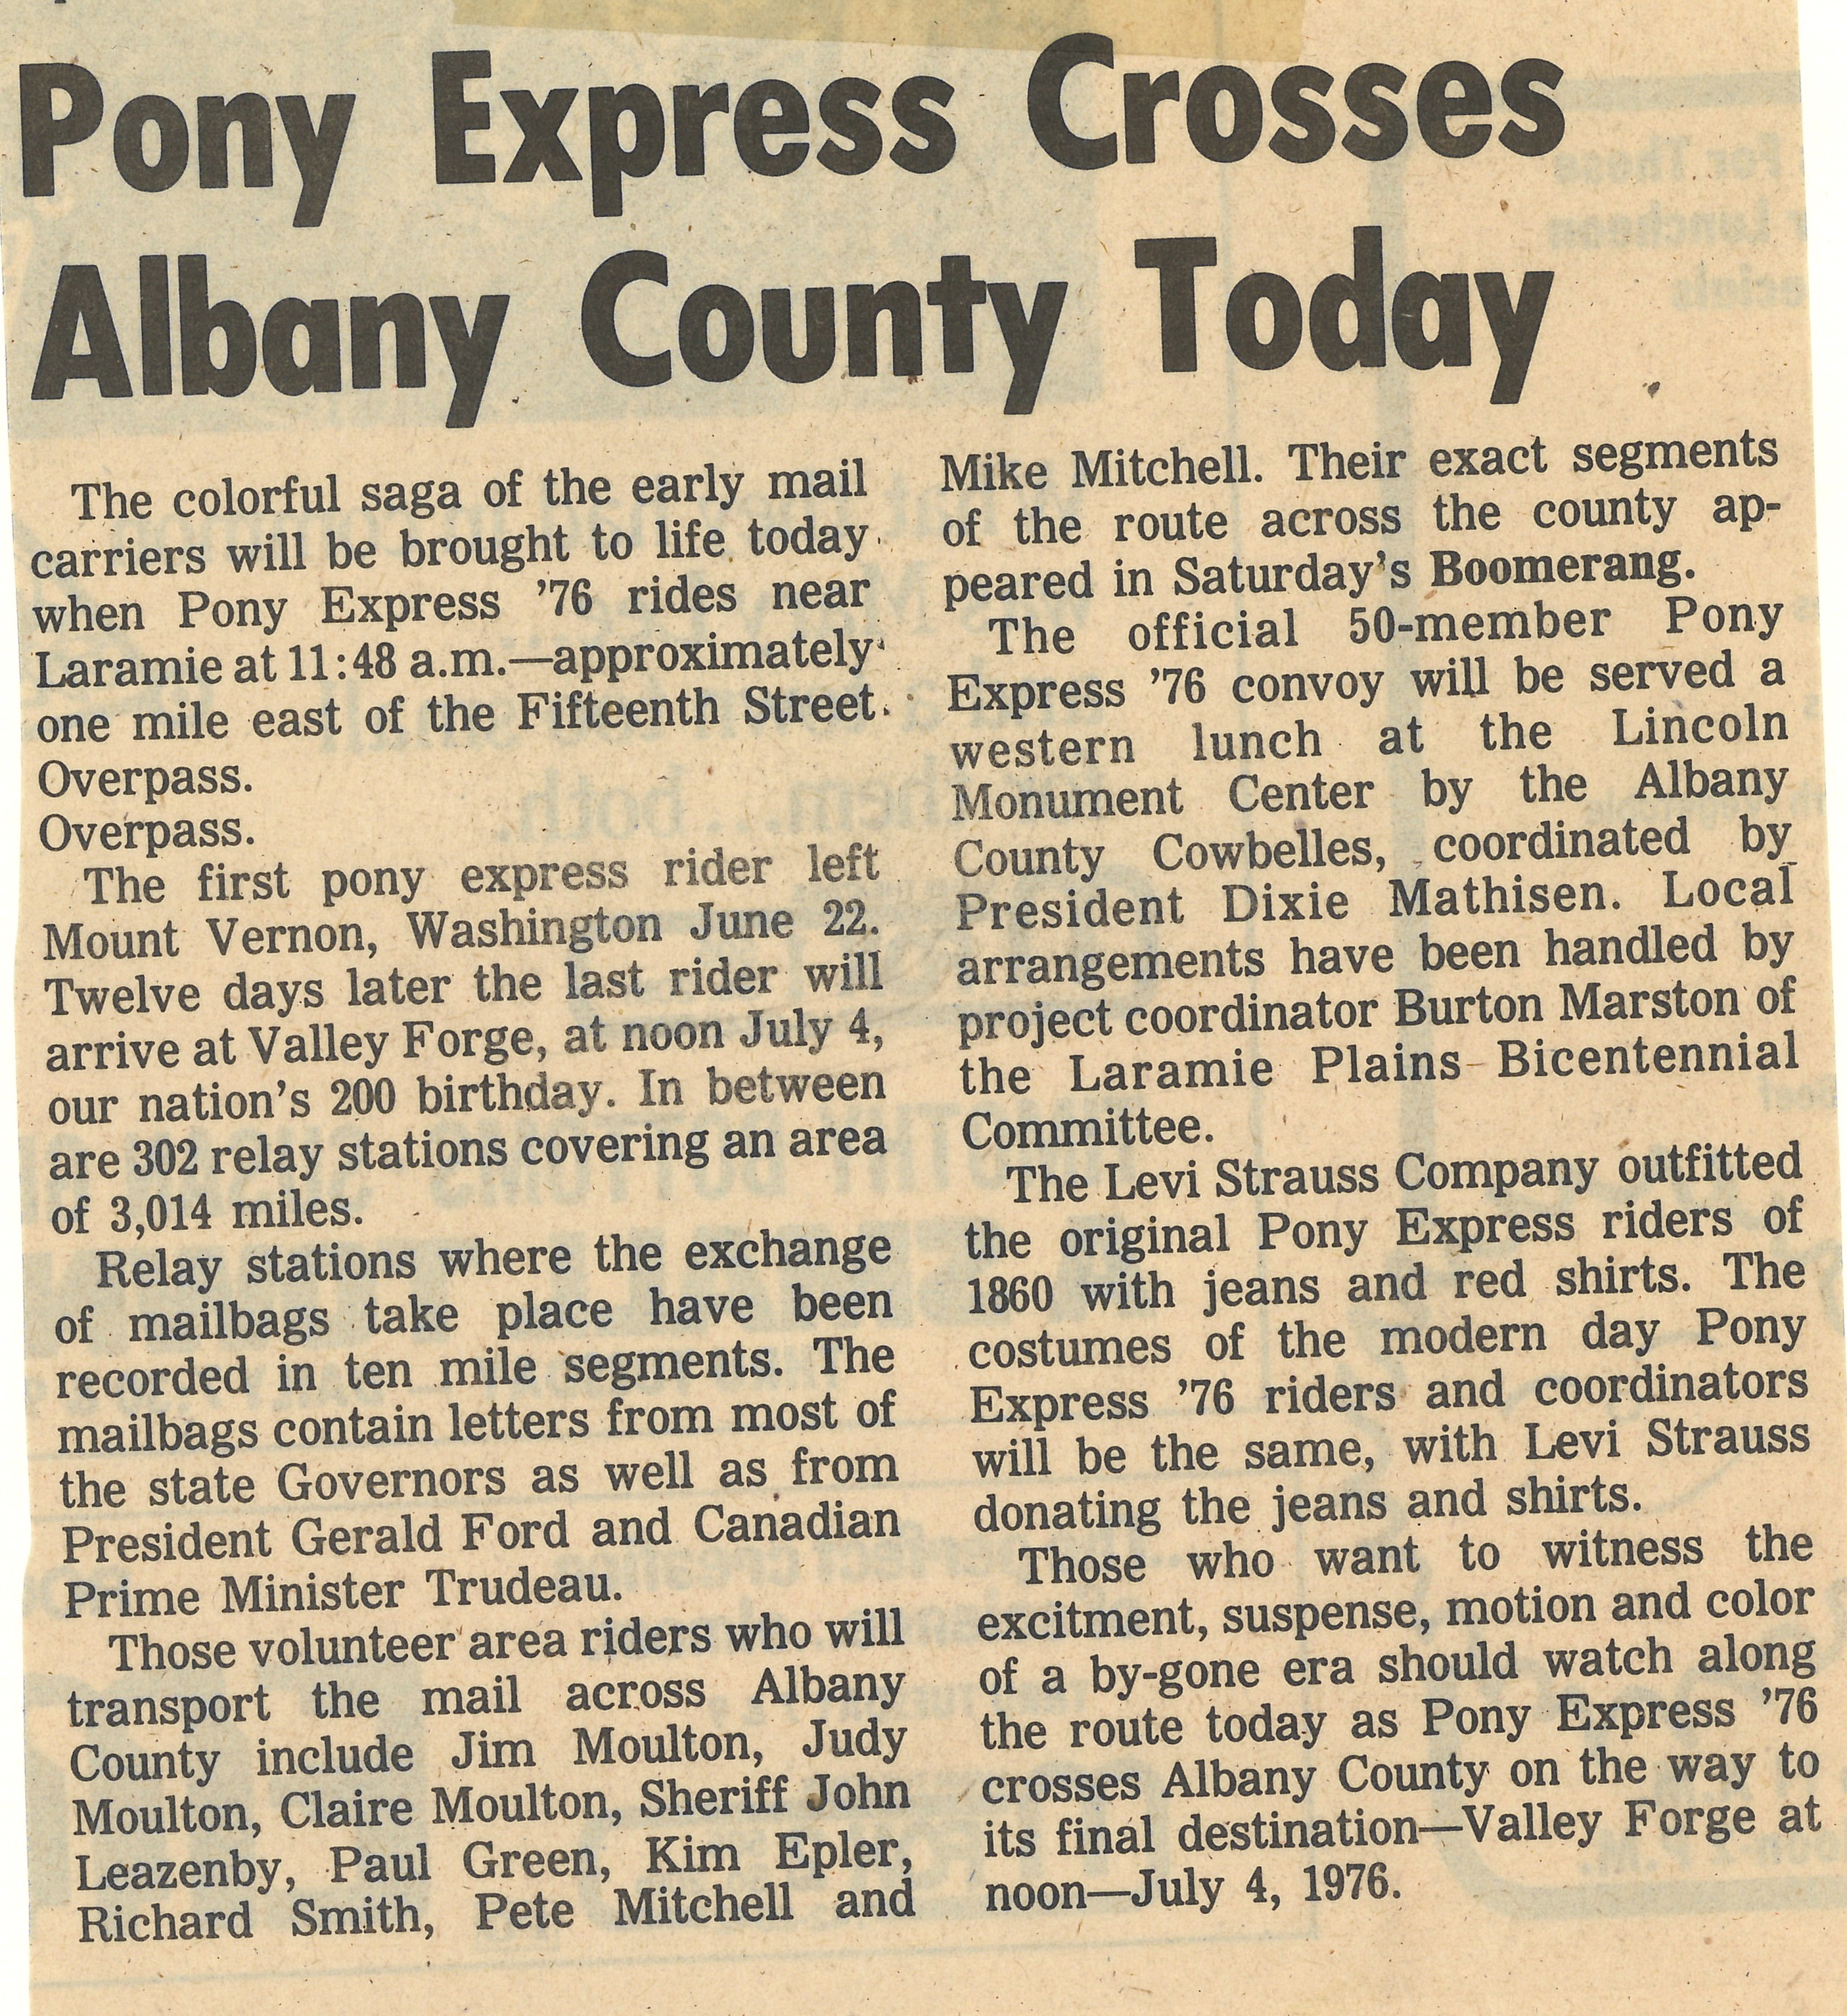 Pony Express Crosses
Albany County Today
The colorful saga of the early mail
carriers will be brought to life today
when Pony Express '76 rides near
Laramie at 11:48 a.m.—approximately
one mile east of the Fifteenth Street
Overpass.
Overpass.
The first pony express rider left
Mount Vernon, Washington June 22.
Twelve days later the last rider will
arrive at Valley Forge, at noon July 4,
our nation's 200 birthday. In between
are 302 relay stations covering an area
of 3,014 miles.
Relay stations where the exchange
of mailbags take place have been
recorded in ten mile segments. The
mailbags contain letters from most of
the state Governors as well as from
President Gerald Ford and Canadian
Prime Minister Trudeau.
Those volunteer area riders who will
transport the mail across Albany
County include Jim Moulton, Judy
Moulton, Claire Moulton, Sheriff John
Leazenby, Paul Green, Kim Epler,
Richard Smith, Pete Mitchell and
Mike Mitchell. Their exact segments
of the route across the county ap-
peared in Saturday's Boomerang.
The official 50-member Pony
Express '76 convoy will be served a
western lunch at the Lincoln
Monument Center by the Albany
County Cowbelles, coordinated by
President Dixie Mathisen. Local
arrangements have been handled by
project coordinator Burton Marston of
the Laramie Plains Bicentennial
Committee.
The Levi Strauss Company outfitted
the original Pony Express riders of
1860 with jeans and red shirts. The
costumes of the modern day Pony
Express '76 riders and coordinators
will be the same, with Levi Strauss
donating the jeans and shirts.
Those who want to witness the
excitment, suspense, motion and color
of a by-gone era should watch along
the route today as Pony Express '76
crosses Albany County on the way to
its final destination—Valley Forge at
noon—July 4, 1976.